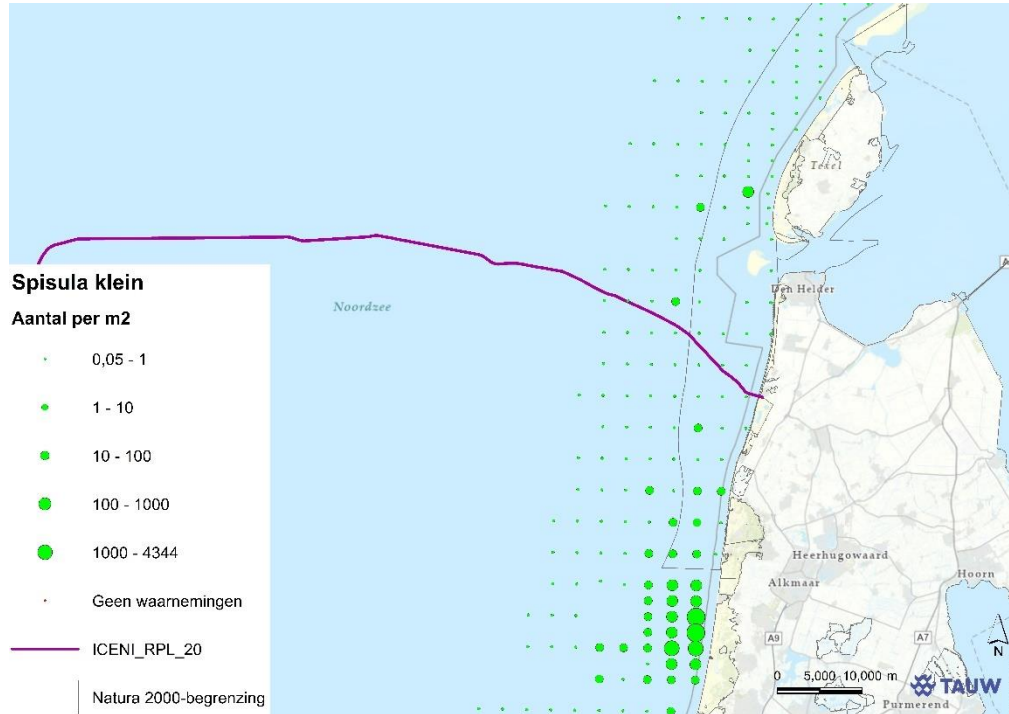 Texel
Noordzee
Den Helder
A
Spisula klein
Aantal per m2
0,05 - 1
1 - 10
10 - 100
100 - 1000
1000 - 4344
Geen waarnemingen
ICENI_RPL_20
Natura 2000-begrenzing
Heerhugowaard
Alkmaar
Hoorn
A9
A7
N
0 5,000 10,000 m
TAUW
Purmerend